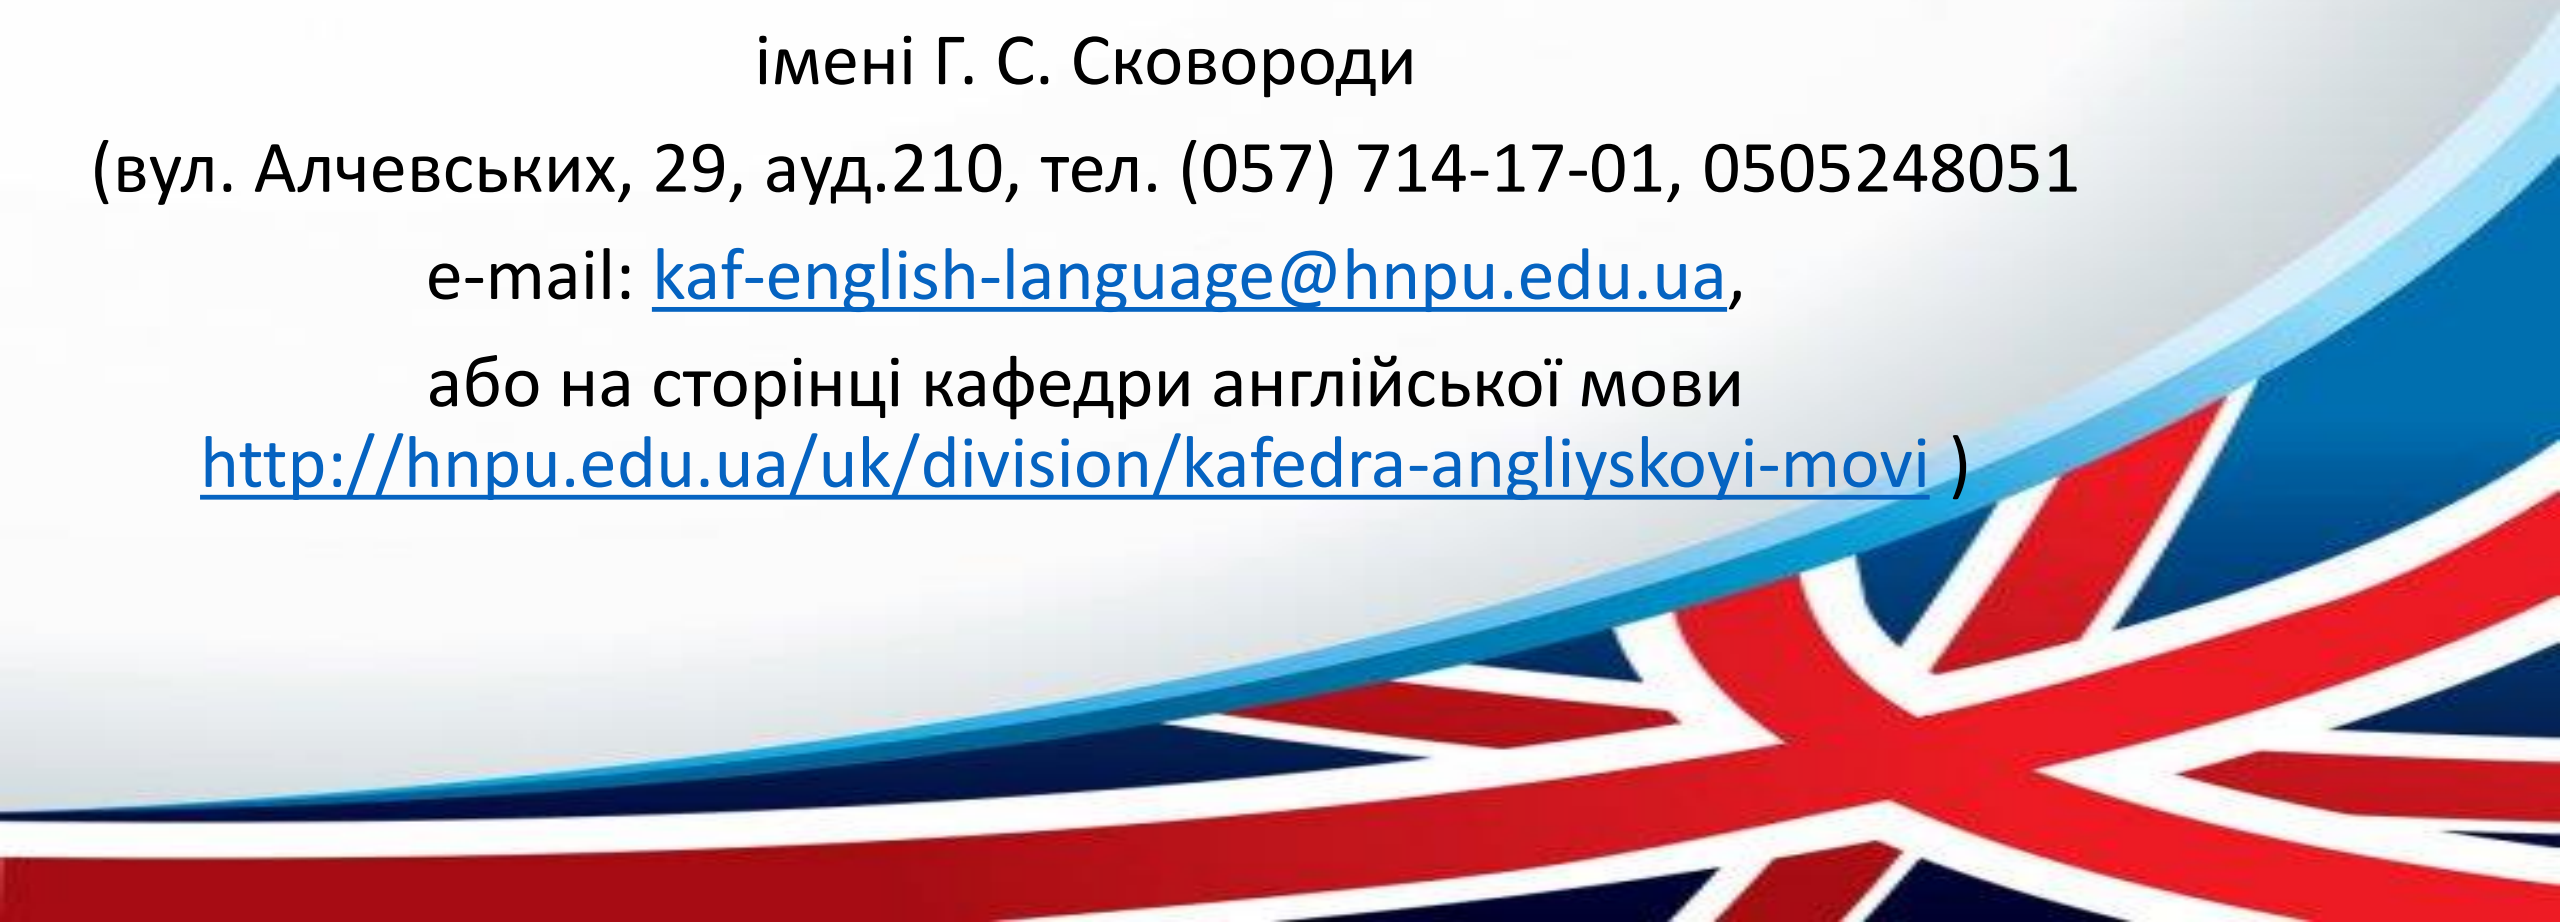 імені Г. С. Сковороди
(вул. Алчевських, 29, ауд.210, тел. (057) 714-17-01, 0505248051
e-mail: kaf-english-language@hnpu.edu.ua,
або на сторінці кафедри англійської мови
http://hnpu.edu.ua/uk/division/kafedra-angliyskoyi-movi )